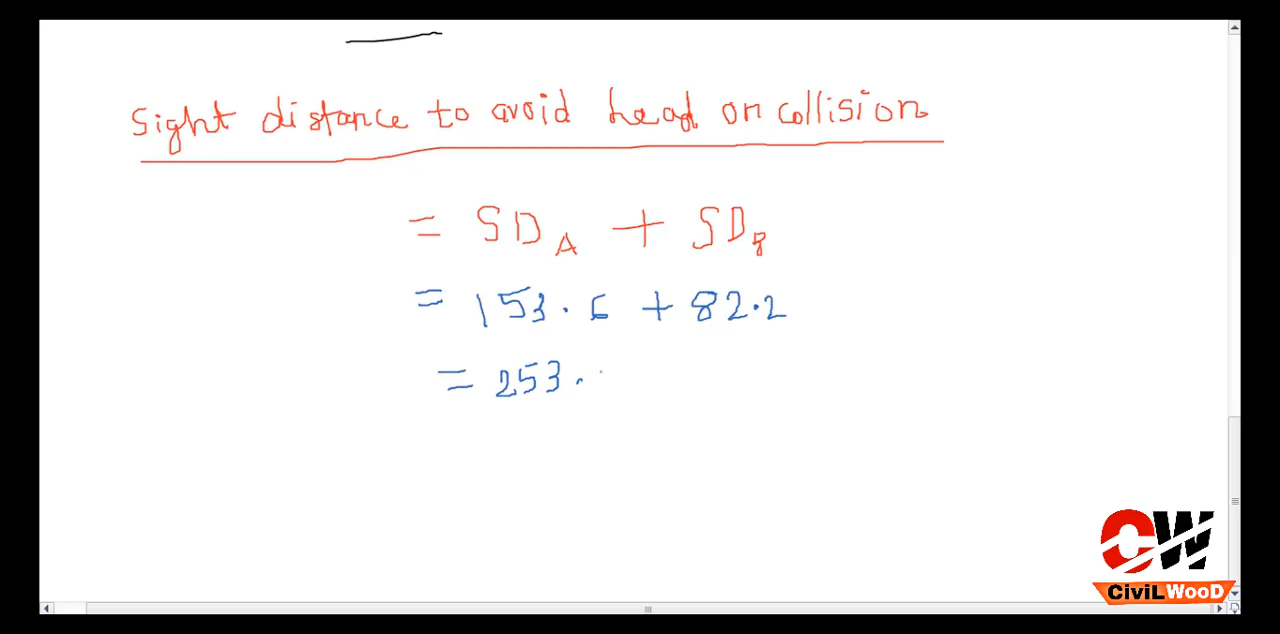 Sight distance to avoid head on collision
= SD_A + SD_B
= 153.6 + 82.2
= 253.
CW
CiviLWooD